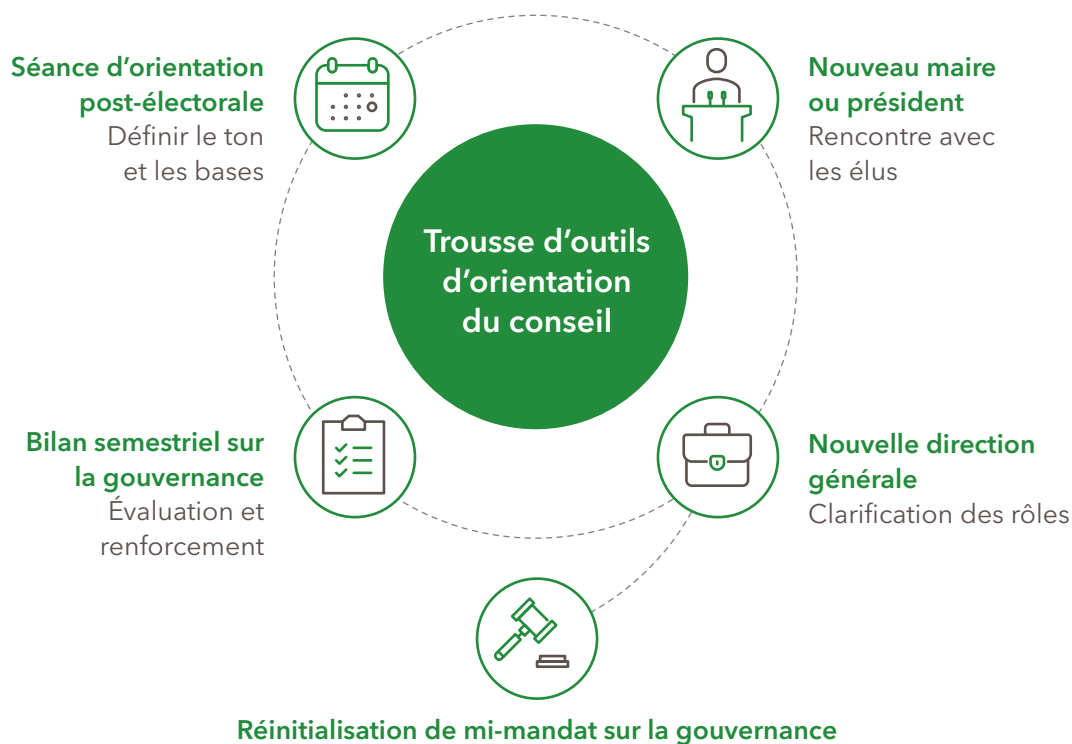 Séance d’orientation
post-électorale
Définir le ton
et les bases
Nouveau maire
ou président
Rencontre avec
les élus
Trousse d’outils
d’orientation
du conseil
Bilan semestriel sur
la gouvernance
Évaluation et
renforcement
Nouvelle direction
générale
Clarification des rôles
Réinitialisation de mi-mandat sur la gouvernance